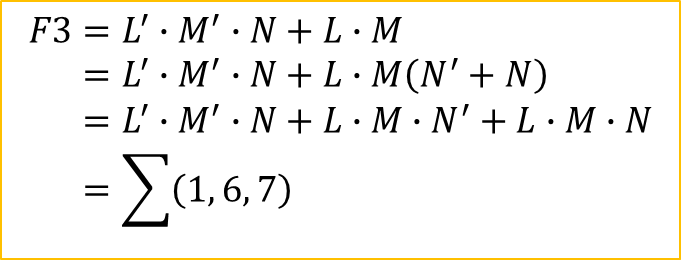 F3 = L′ · M′ · N + L · M
= L′ · M′ · N + L · M(N′ + N)
= L′ · M′ · N + L · M · N′ + L · M · N
= ∑(1, 6, 7)